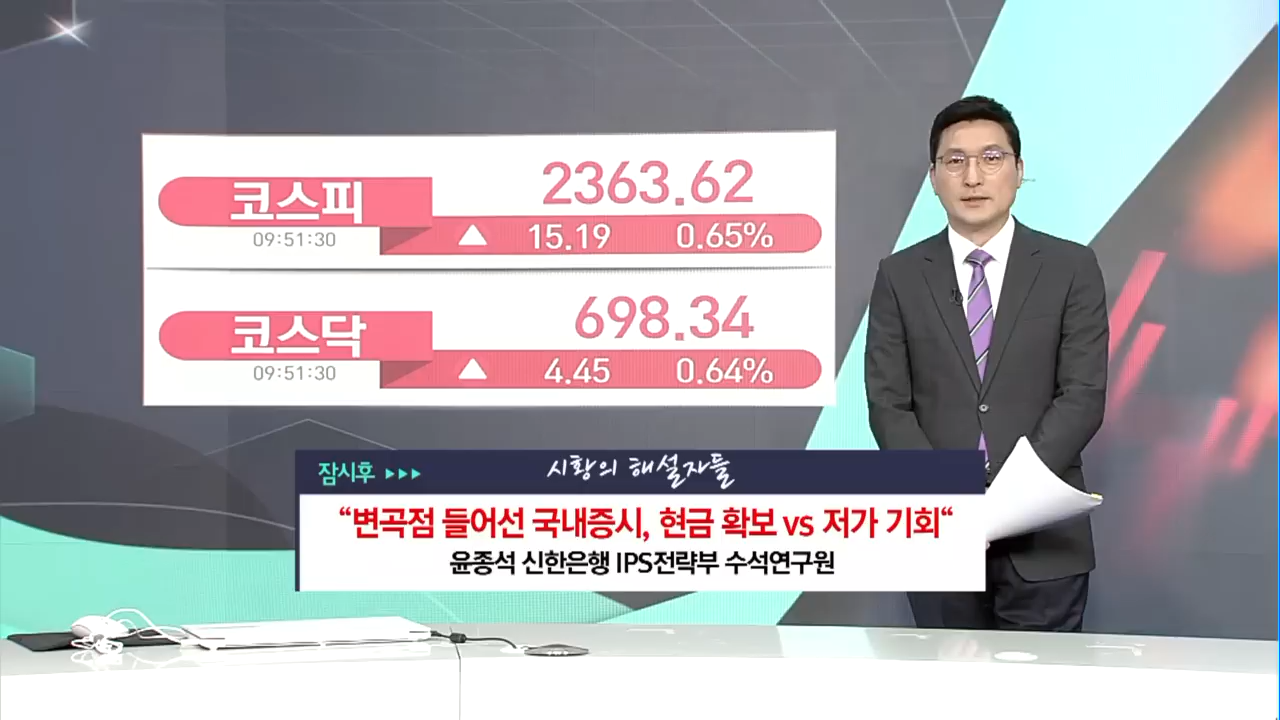 코스피
2363.62
09:51:30
▲ 15.19 0.65%
코스닥
698.34
09:51:30
▲ 4.45 0.64%
잠시후 ▸▸▸ 시황의 해설자들
“변곡점 들어선 국내증시, 현금 확보 vs 저가 기회“
윤종석 신한은행 IPS전략부 수석연구원